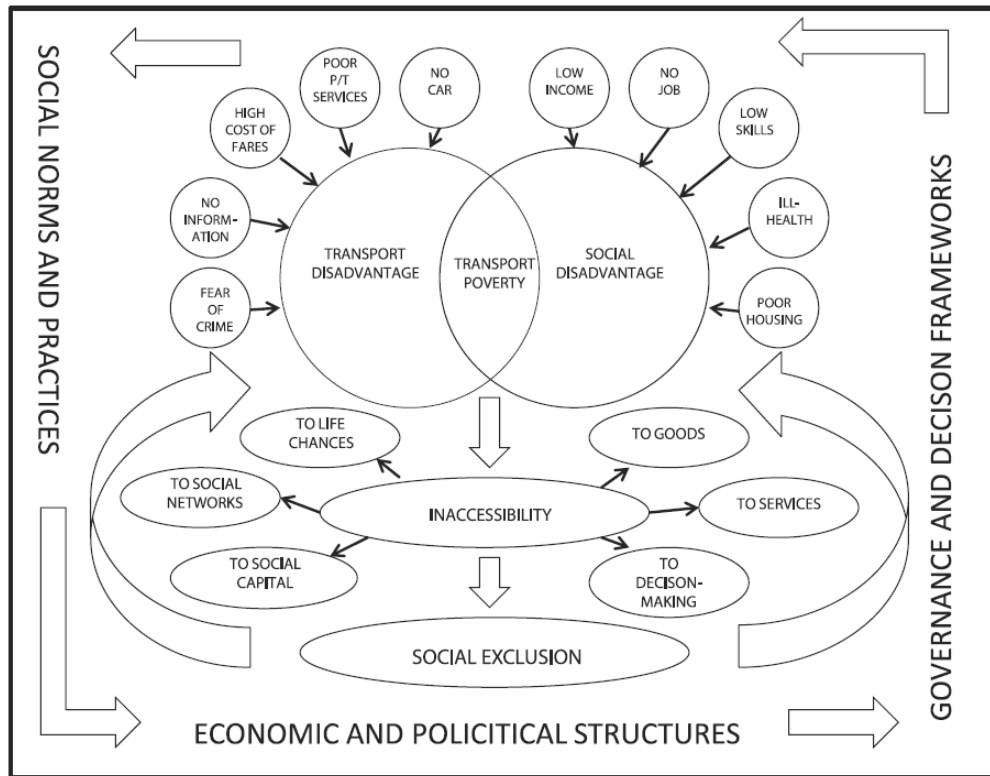 SOCIAL NORMS AND PRACTICES
POOR
P/T
SERVICES
NO
CAR
LOW
INCOME
NO
JOB
HIGH
COST OF
FARES
LOW
SKILLS
NO
INFORM-
ATION
ILL-
HEALTH
FEAR
OF
CRIME
POOR
HOUSING
TRANSPORT
DISADVANTAGE
TRANSPORT
POVERTY
SOCIAL
DISADVANTAGE
TO LIFE
CHANCES
TO GOODS
TO SOCIAL
NETWORKS
INACCESSIBILITY
TO SERVICES
TO SOCIAL
CAPITAL
TO
DECISON-
MAKING
SOCIAL EXCLUSION
ECONOMIC AND POLICITICAL STRUCTURES
GOVERNANCE AND DECISON FRAMEWORKS